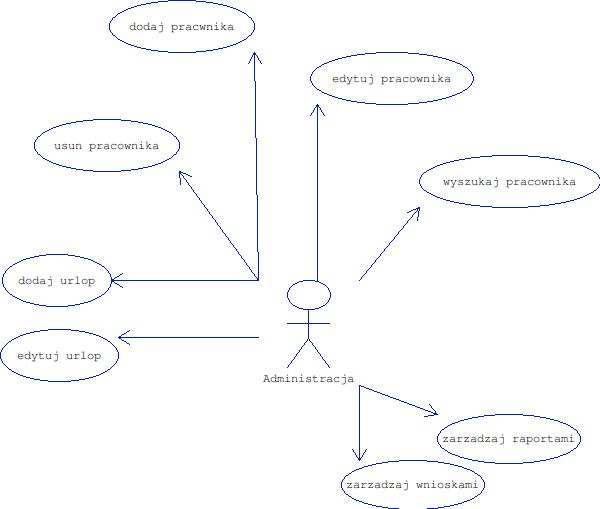 dodaj pracwnika
edytuj pracownika
usun pracownika
wyszukaj pracownika
dodaj urlop
edytuj urlop
Administracja
zarzadzaj raportami
zarzadzaj wnioskami